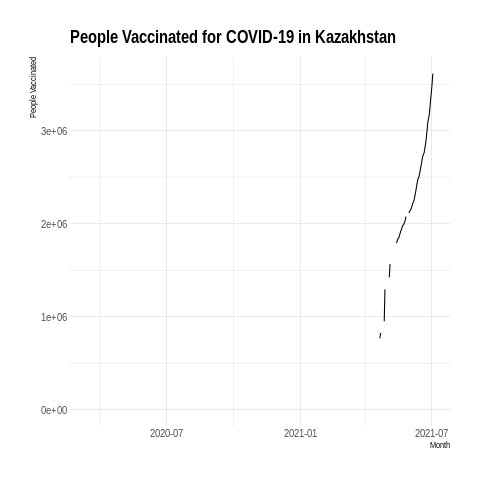 People Vaccinated for COVID-19 in Kazakhstan
People Vaccinated
3e+06
2e+06
1e+06
0e+00
2020-07
2021-01
2021-07
Month